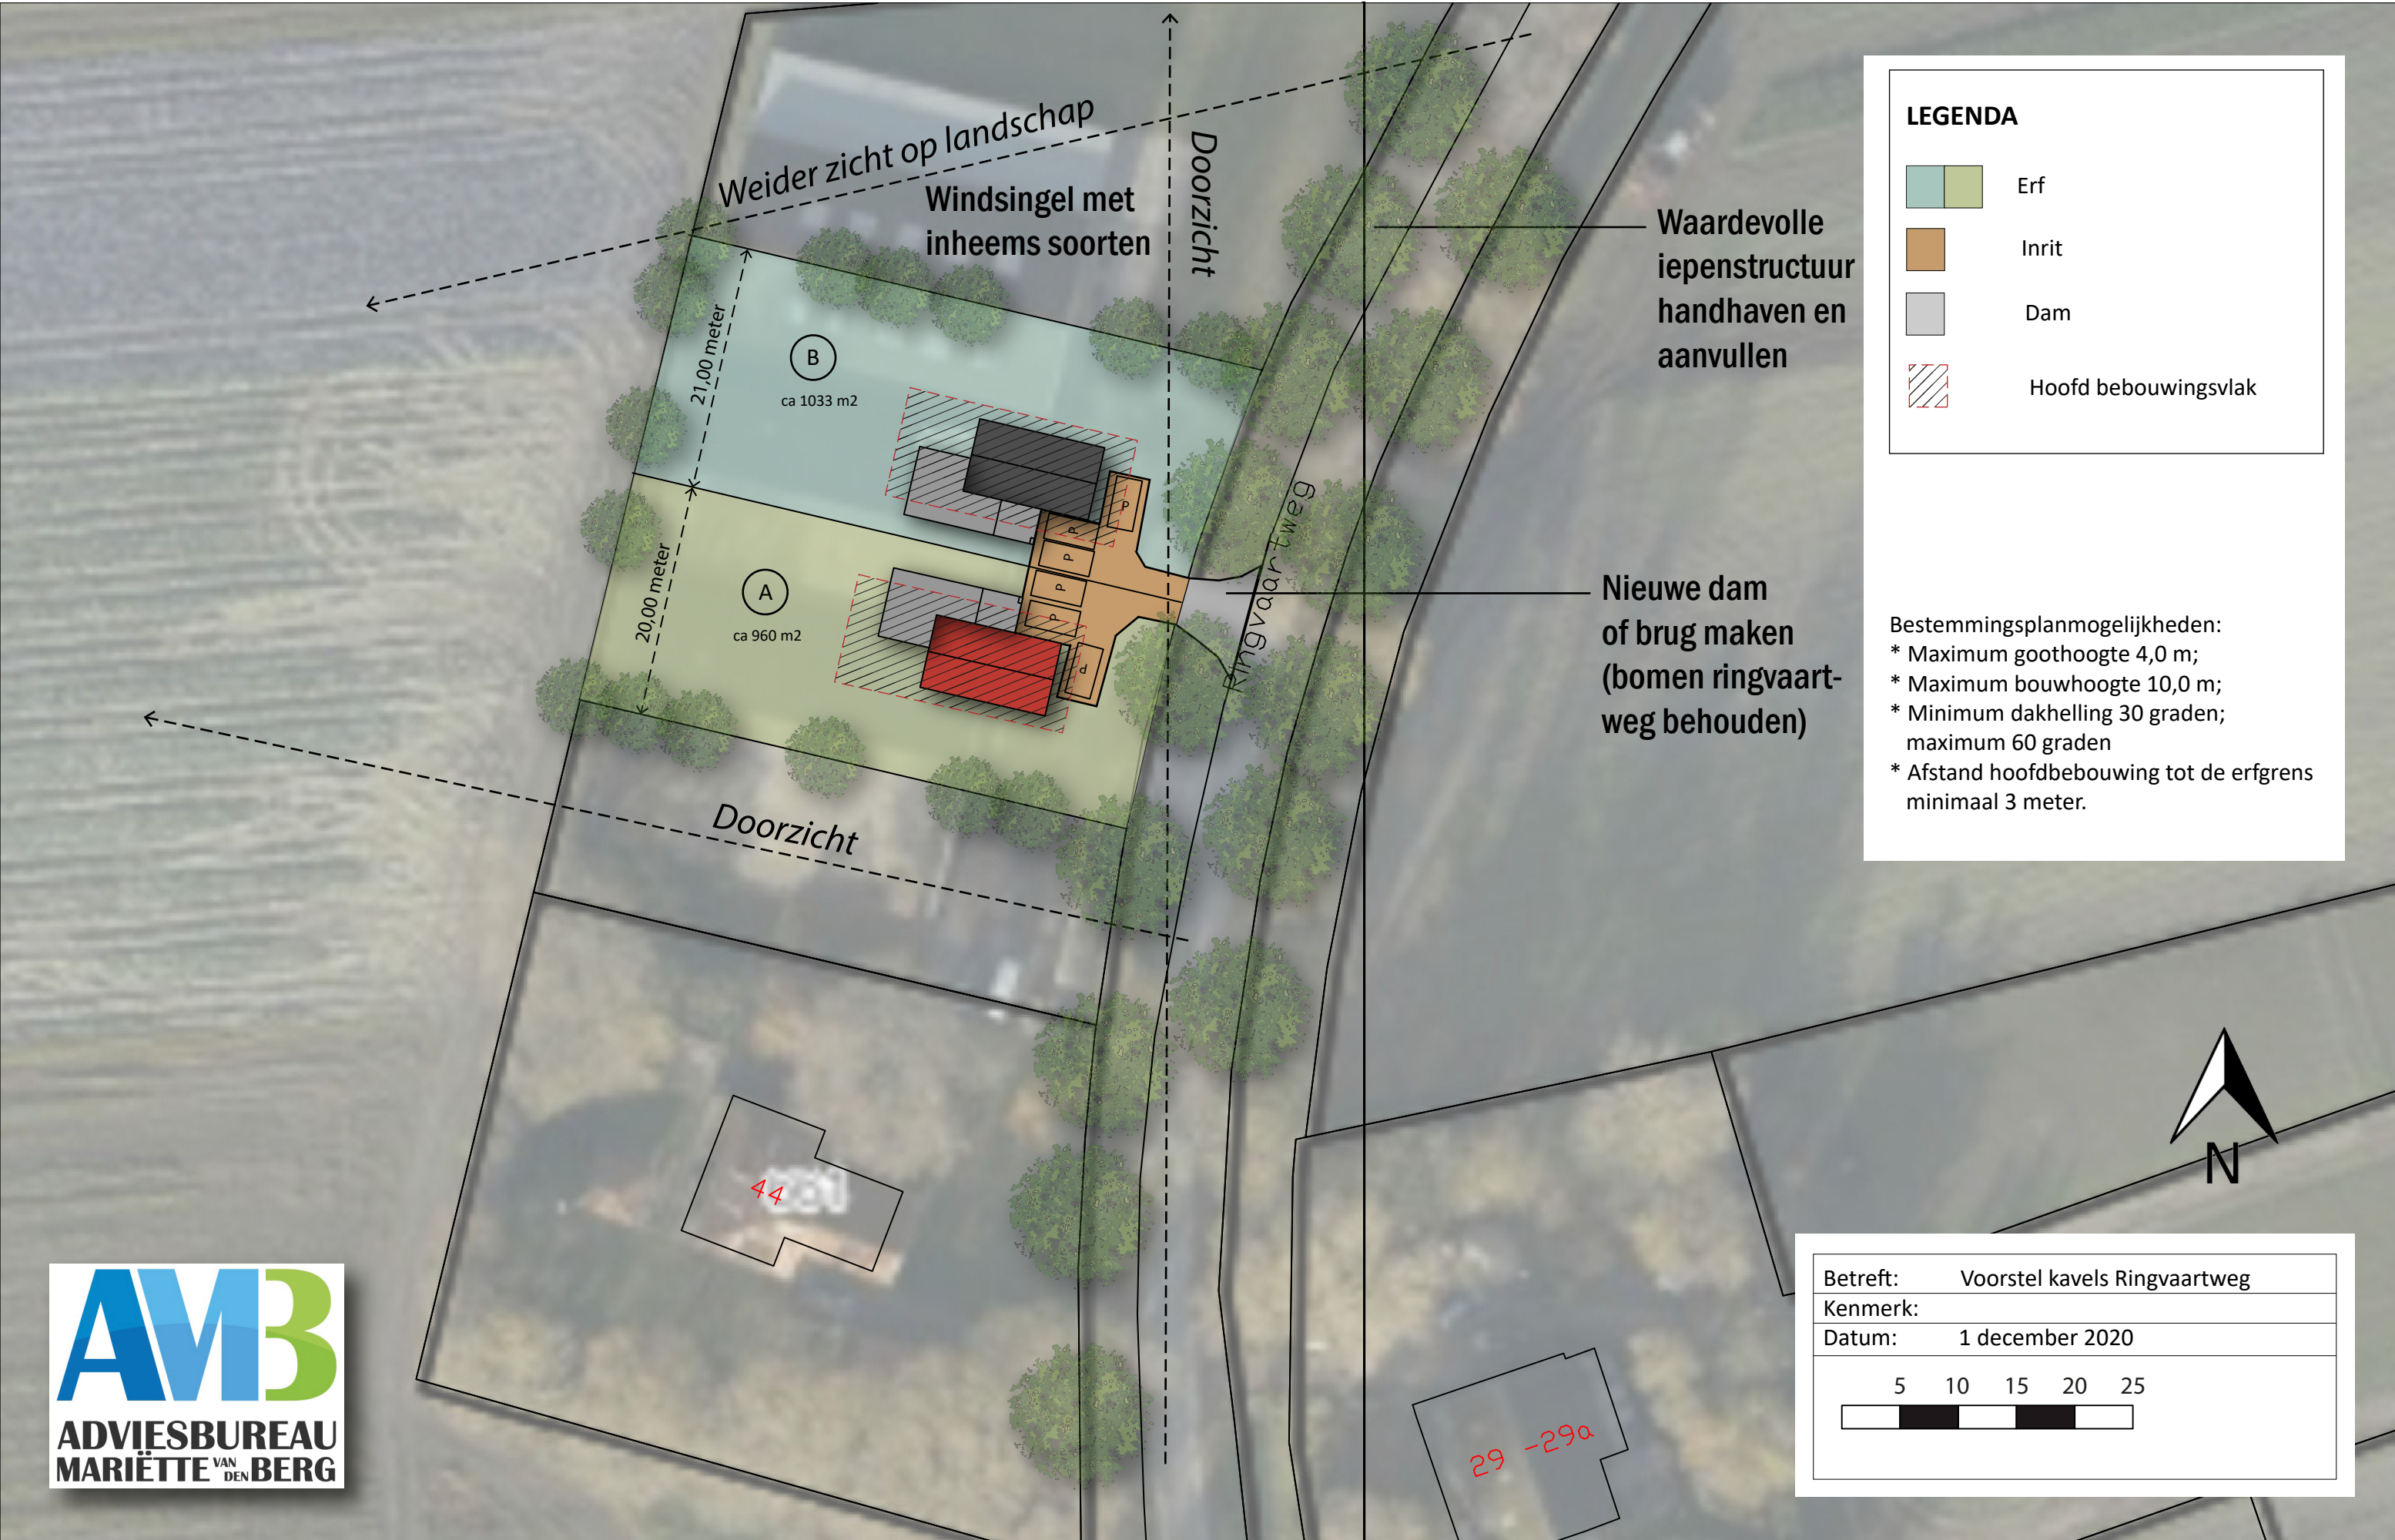 Weider zicht op landschap
Windsingel met
inheems soorten
Doorzicht
Waardevolle
iepenstructuur
handhaven en
aanvullen
LEGENDA
Erf
Inrit
Dam
Hoofd bebouwingsvlak
21,00 meter
B
ca 1033 m2
P
P
P
P
P
P
20,00 meter
A
ca 960 m2
Ringvaartweg
Nieuwe dam
of brug maken
(bomen ringvaart-
weg behouden)
Bestemmingsplanmogelijkheden:
* Maximum goothoogte 4,0 m;
* Maximum bouwhoogte 10,0 m;
* Minimum dakhelling 30 graden;
maximum 60 graden
* Afstand hoofdbebouwing tot de erfgrens
minimaal 3 meter.
Doorzicht
44
29 -29a
N
Betreft: Voorstel kavels Ringvaartweg
Kenmerk:
Datum: 1 december 2020
5 10 15 20 25
AMB
ADVIESBUREAU
MARIËTTE VAN DEN BERG